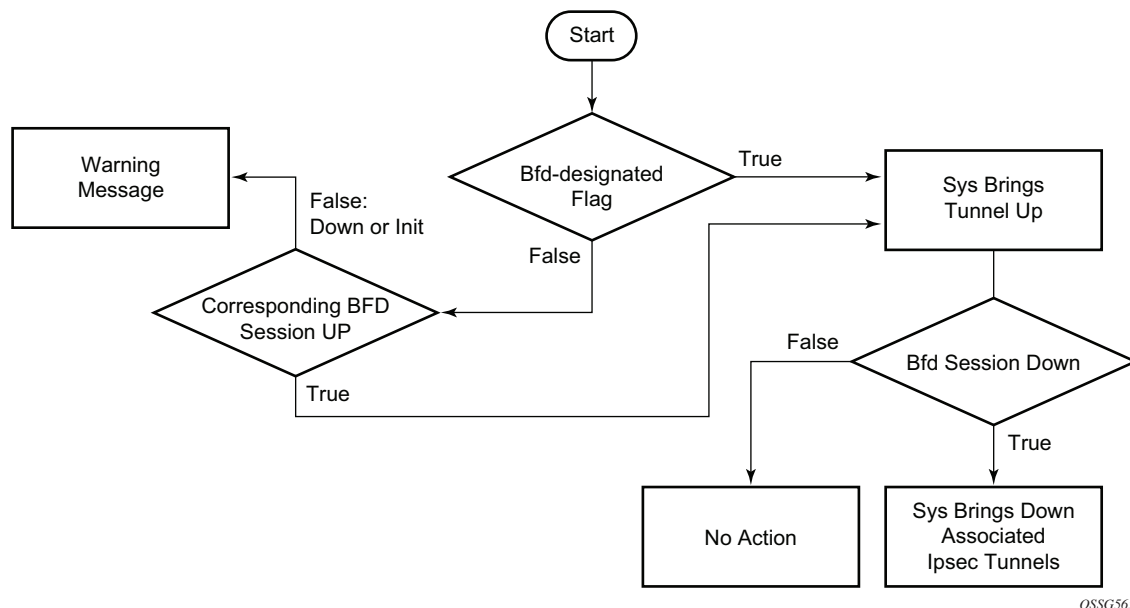 Start
Bfd-designated
Flag
True
False
Warning
Message
False:
Down or Init
Corresponding BFD
Session UP
True
Sys Brings
Tunnel Up
Bfd Session Down
False
True
No Action
Sys Brings Down
Associated
Ipsec Tunnels
OSSG56